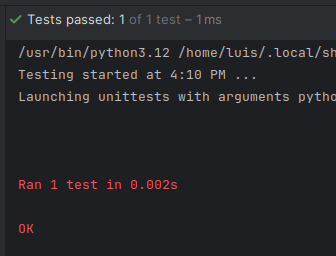 Tests passed: 1 of 1 test – 1 ms
/usr/bin/python3.12 /home/luis/.local/sh
Testing started at 4:10 PM ...
Launching unittests with arguments pytho
Ran 1 test in 0.002s
OK